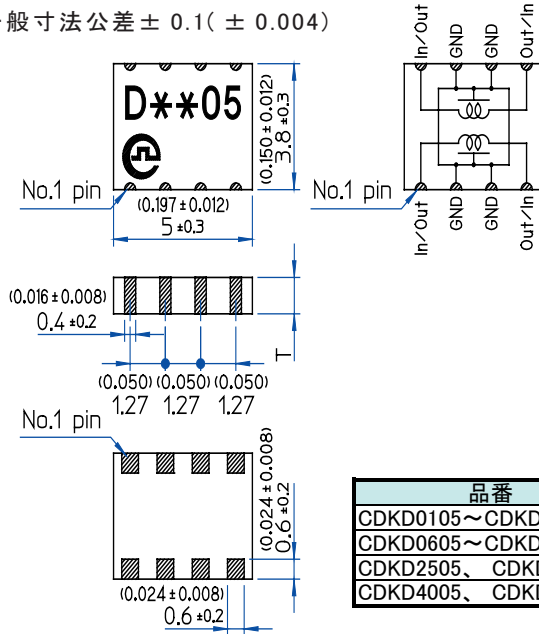 般寸法公差± 0.1( ± 0.004)
D**05
No.1 pin
(0.197±0.012)
5 ±0.3
(0.150±0.012)
3.8 ±0.3
In/Out
GND
GND
Out/In
No.1 pin
In/Out
GND
GND
Out/In
(0.016±0.008)
0.4 ±0.2
T
(0.050) (0.050) (0.050)
1.27 1.27 1.27
No.1 pin
(0.024±0.008)
0.6 ±0.2
(0.024±0.008)
0.6 ±0.2
品番
CDKD0105～CDKD
CDKD0605～CDKD
CDKD2505、 CDKD
CDKD4005、 CDKD